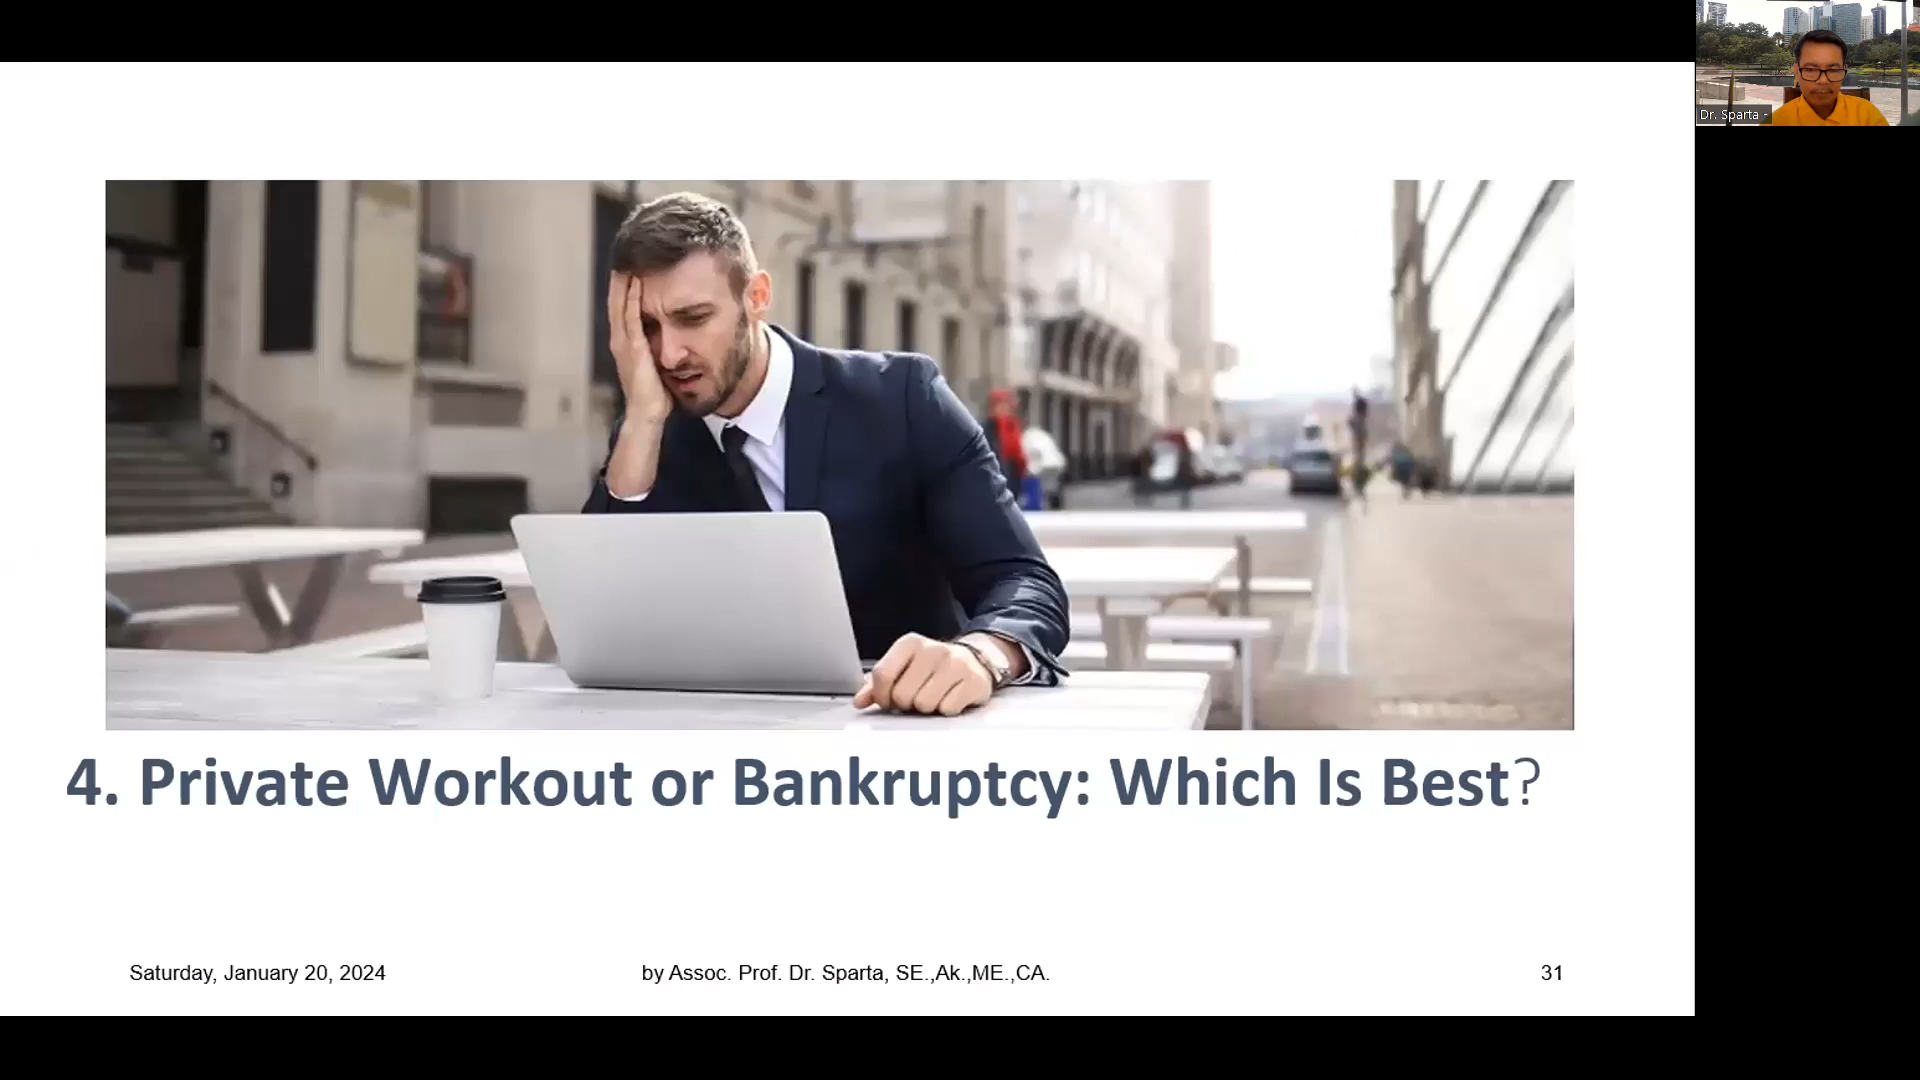 Dr. Sparta -
4. Private Workout or Bankruptcy: Which Is Best?
Saturday, January 20, 2024
by Assoc. Prof. Dr. Sparta, SE.,Ak.,ME.,CA.
31